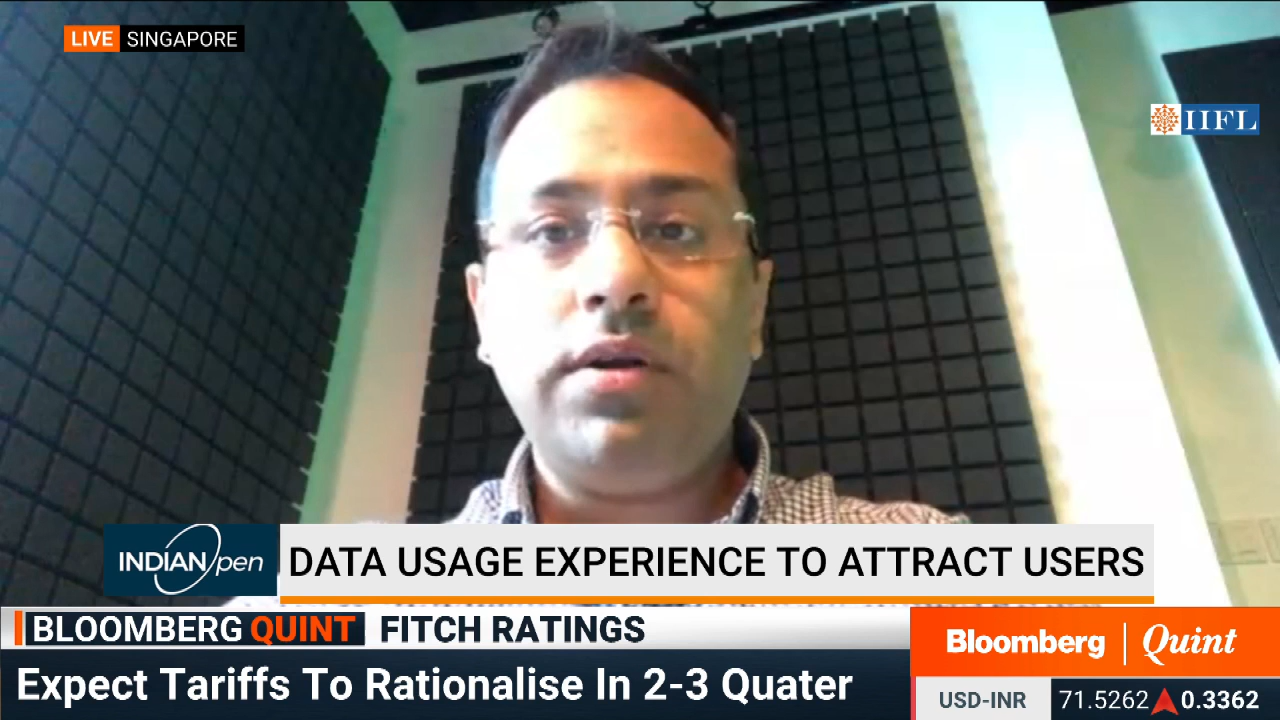 LIVE SINGAPORE
IIFL
INDIAN Open DATA USAGE EXPERIENCE TO ATTRACT USERS
BLOOMBERG QUINT FITCH RATINGS
Bloomberg | Quint
Expect Tariffs To Rationalise In 2-3 Quater
USD-INR 71.5262 0.3362